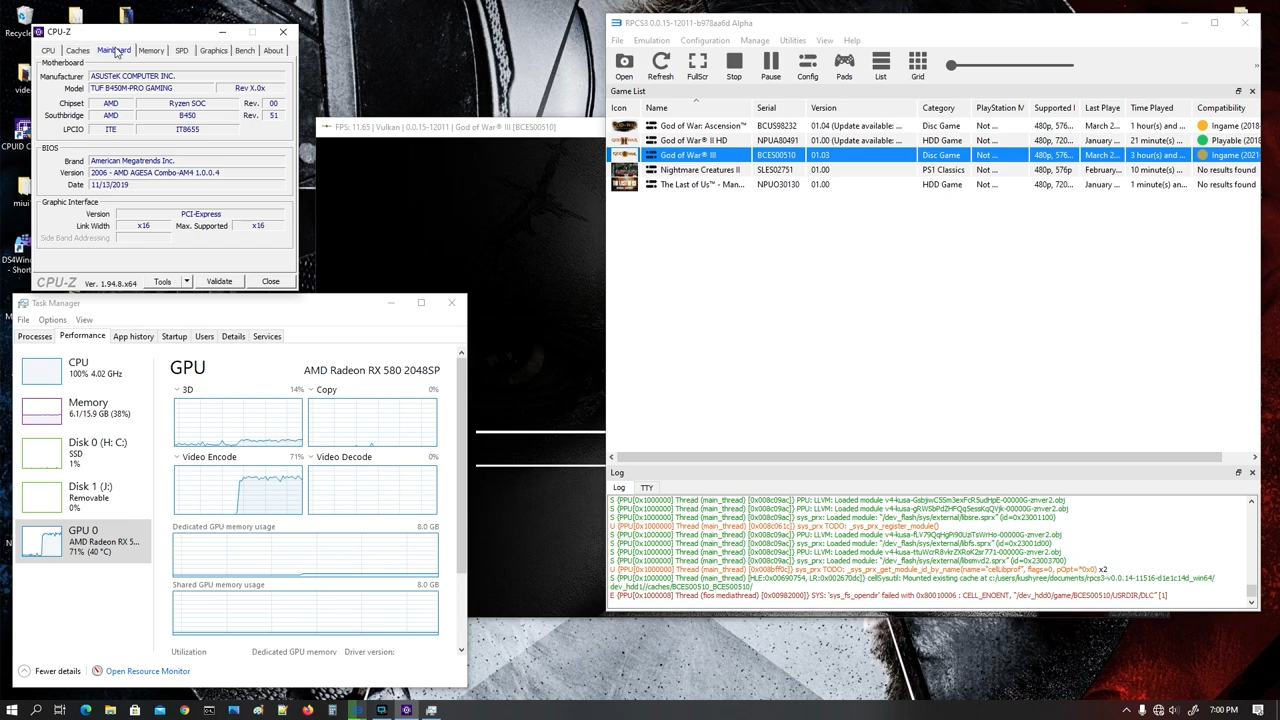 CPU-Z
CPU Caches Mainboard Memory SPD Graphics Bench About
Motherboard
Manufacturer ASUSTeK COMPUTER INC.
Model TUF B450M-PRO GAMING Rev X.0x
Chipset AMD Ryzen SOC Rev. 00
Southbridge AMD B450 Rev. 51
LPCIO ITE IT8655
BIOS
Brand American Megatrends Inc.
Version 2006 - AMD AGESA Combo-AM4 1.0.0.4
Date 11/13/2019
Graphic Interface
Version PCI-Express
Link Width x16 Max. Supported x16
Side Band Addressing
CPU-Z Ver. 1.94.8.x64 Tools Validate Close
FPS: 11.65 | Vulkan | 0.0.15-12011 | God of War® III [BCES00510]
RPCS3 0.0.15-12011-b978aa6d Alpha
File Emulation Configuration Manage Utilities View Help
Open Refresh FullScr Stop Pause Config Pads List Grid
Game List
Icon Name Serial Version Category PlayStation M Supported Last Playe Time Played Compatibility
God of War: Ascension™ BCUS98232 01.04 (Update available: ... Disc Game Not ... 480p, 576... March 2... 1 hour(s) and ... Ingame (2018
God of War® II HD NPUA80491 01.00 (Update available: ... HDD Game Not ... 480p, 720... January ... 21 minute(s) ... Playable (2018
God of War® III BCES00510 01.03 Disc Game Not ... 480p, 576... March 2... 3 hour(s) and ... Ingame (2021
Nightmare Creatures II SLES02751 01.00 PS1 Classics Not ... 480p, 576p February... 10 minute(s) ... No results found
The Last of Us™ - Man... NPUO30130 01.00 HDD Game Not ... 480p, 720... January ... 1 minute(s) and... No results found
Task Manager
File Options View
Processes Performance App history Startup Users Details Services
CPU
100% 4.02 GHz
Memory
6.1/15.9 GB (38%)
Disk 0 (H: C:)
SSD
1%
Disk 1 (J:)
Removable
0%
GPU 0
AMD Radeon RX 5...
71% (40 °C)
GPU AMD Radeon RX 580 2048SP
3D 14% Copy 0%
Video Encode 71% Video Decode 0%
Dedicated GPU memory usage 8.0 GB
Shared GPU memory usage 8.0 GB
Utilization Dedicated GPU memory Driver version:
Fewer details Open Resource Monitor
Log
Log TTY
U {PPU[0x1000000] Thread (main_thread) [0x008c061c]} sys_prx TODO: _sys_prx_register_module()
E {PPU[0x1000008] Thread (fios mediathread) [0x00982000]} SYS: 'sys_fs_opendir' failed with 0x80010006 : CELL_ENOENT, "/dev_hdd0/game/BCES00510/USRDIR/DLC" [1]
7:00 PM